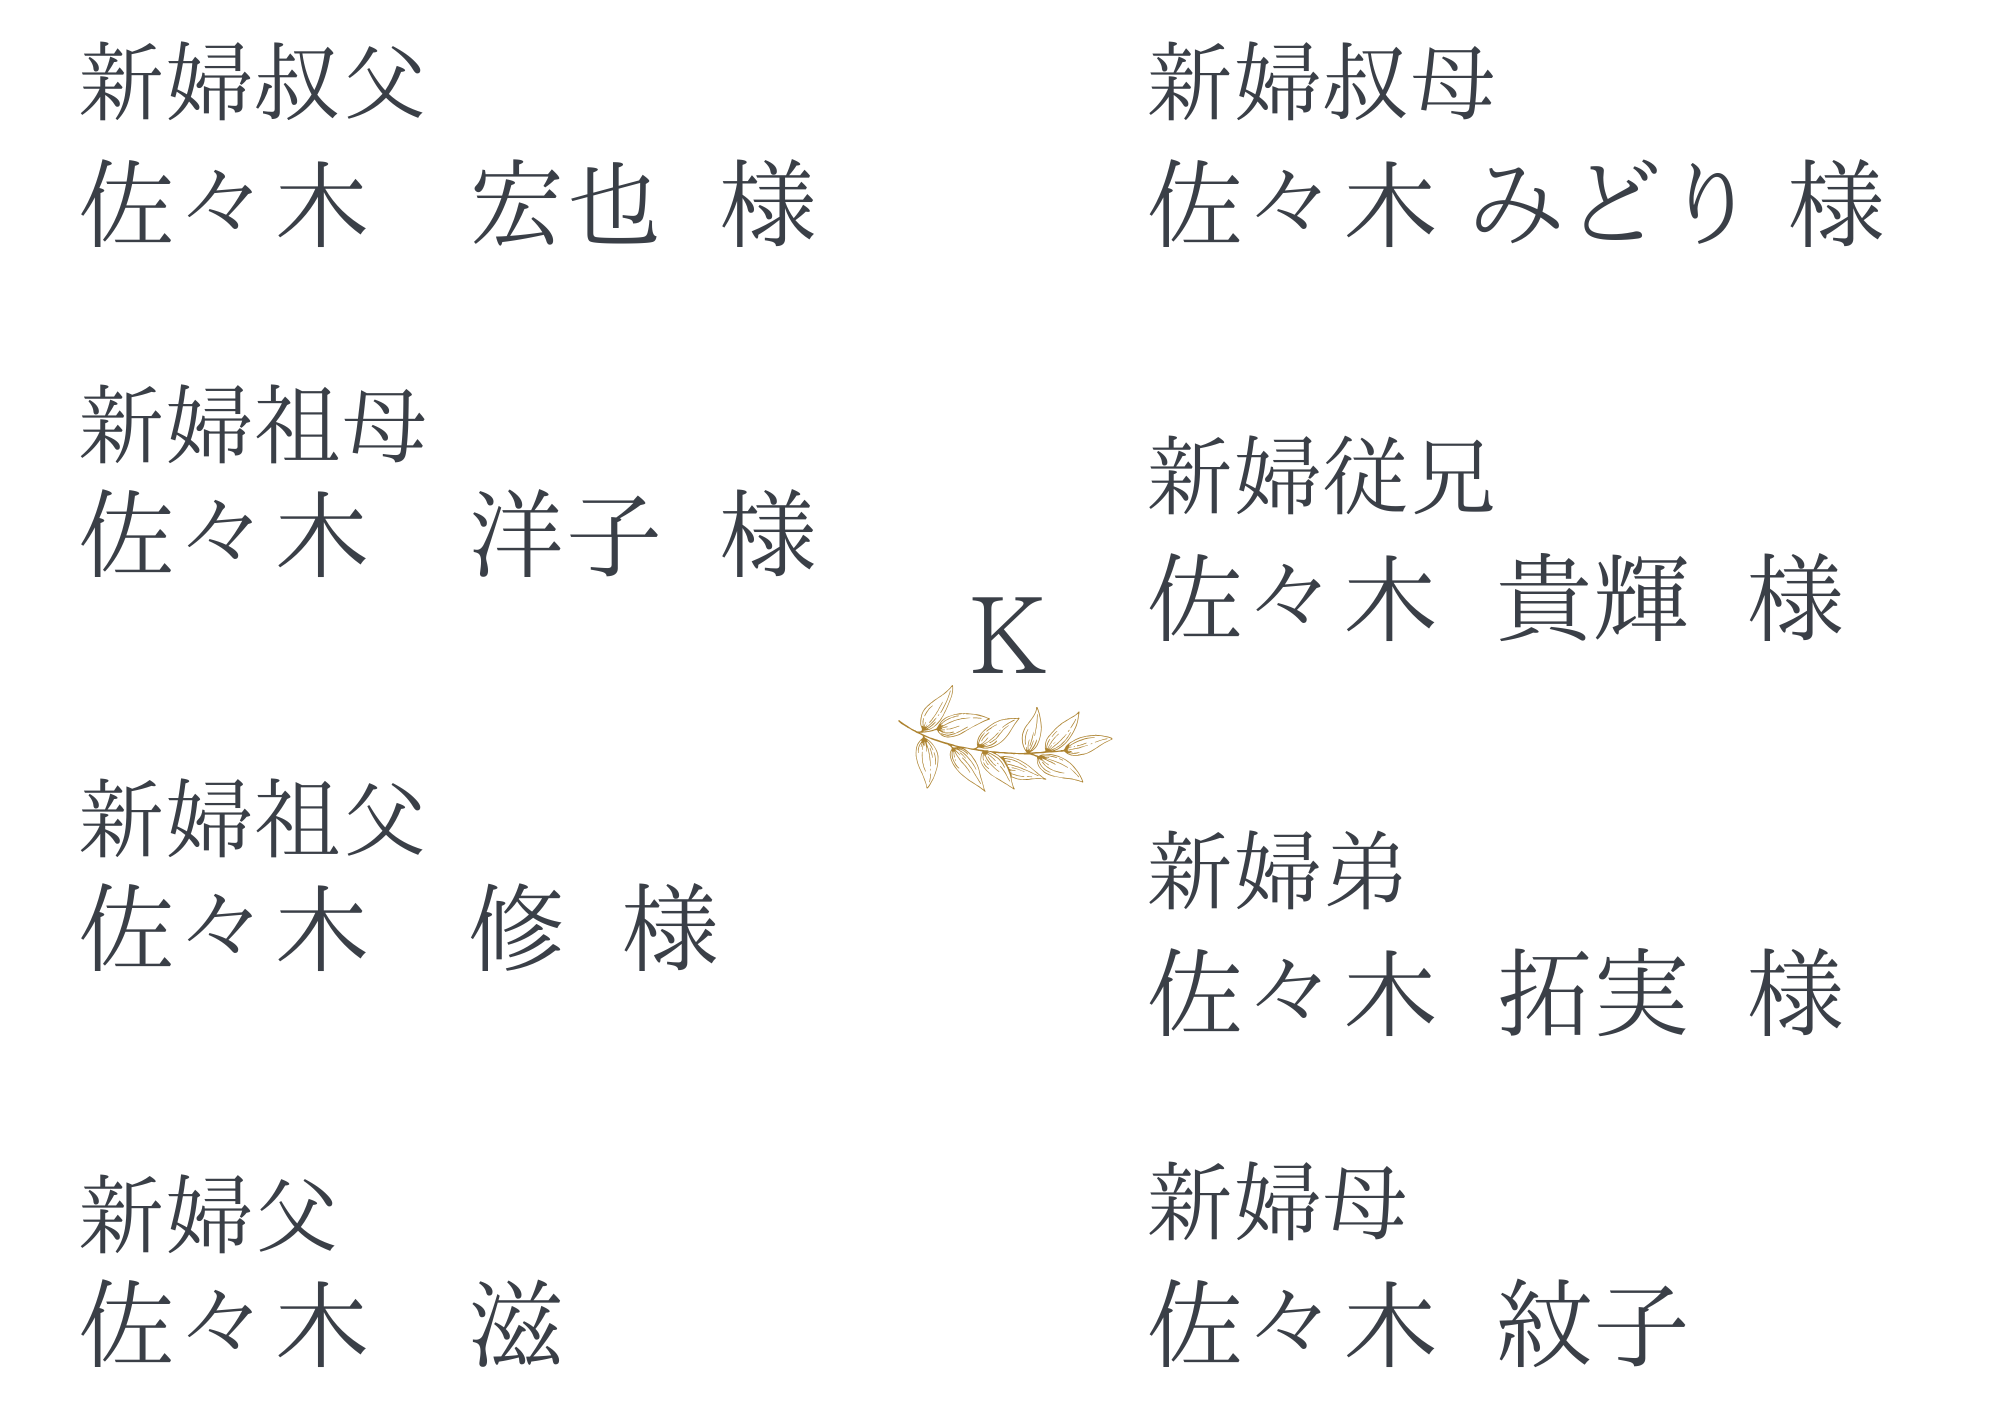 新婦叔父
佐々木　宏也 様
新婦祖母
佐々木　洋子 様
新婦祖父
佐々木　修 様
新婦父
佐々木　滋
K
新婦叔母
佐々木 みどり 様
新婦従兄
佐々木 貴輝 様
新婦弟
佐々木 拓実 様
新婦母
佐々木 紋子